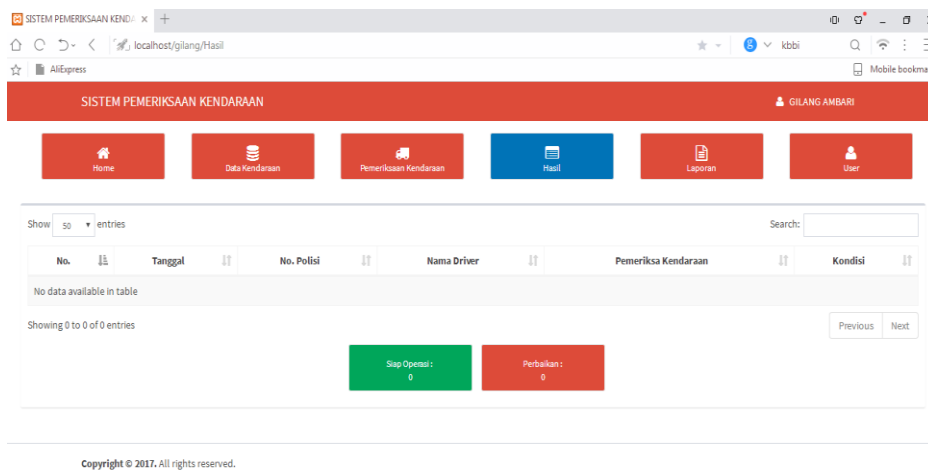 SISTEM PEMERIKSAAN KENDA
localhost/gilang/Hasil
kbbi
AliExpress
Mobile bookma
SISTEM PEMERIKSAAN KENDARAAN
GILANG AMBARI
Home
Data Kendaraan
Pemeriksaan Kendaraan
Hasil
Laporan
User
Show 50 entries
Search:
No. Tanggal No. Polisi Nama Driver Pemeriksa Kendaraan Kondisi
No data available in table
Showing 0 to 0 of 0 entries
Previous Next
Siap Operasi :
0
Perbaikan :
0
Copyright © 2017. All rights reserved.